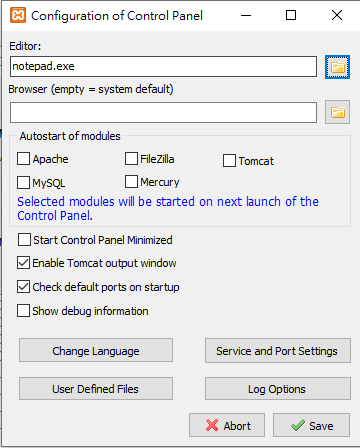 Configuration of Control Panel
Editor:
notepad.exe
Browser (empty = system default)
Autostart of modules
Apache
FileZilla
Tomcat
MySQL
Mercury
Selected modules will be started on next launch of the
Control Panel.
Start Control Panel Minimized
Enable Tomcat output window
Check default ports on startup
Show debug information
Change Language
Service and Port Settings
User Defined Files
Log Options
Abort
Save